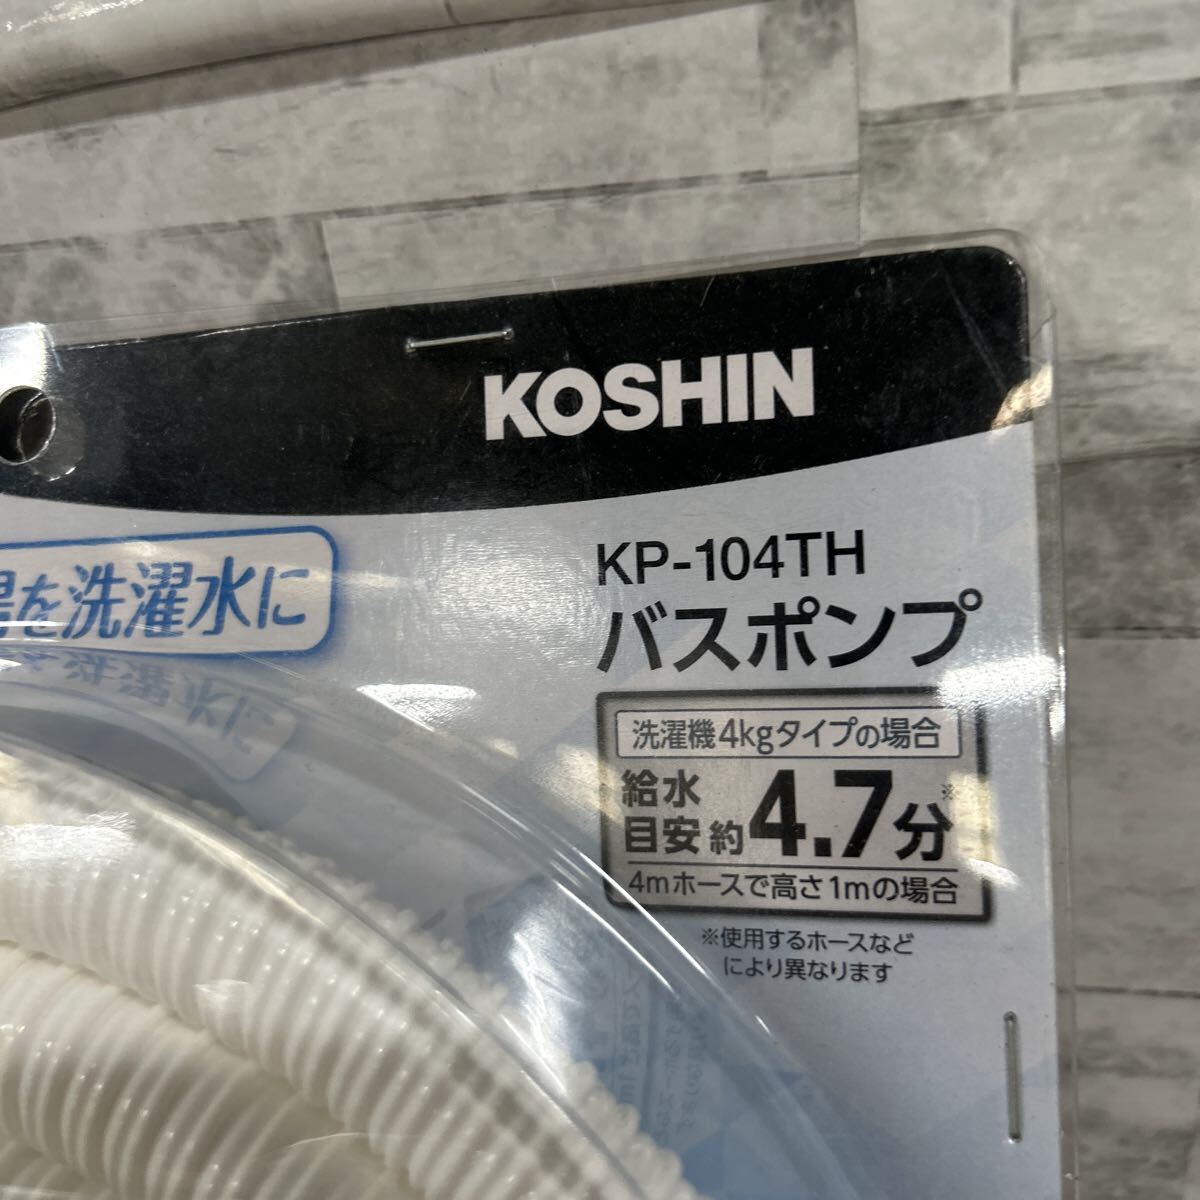 KOSHIN
を洗濯水に
KP-104TH
バスポンプ
洗濯機4kgタイプの場合
給水
目安 約4.7分※
4mホースで高さ1mの場合
※使用するホースなど
により異なります